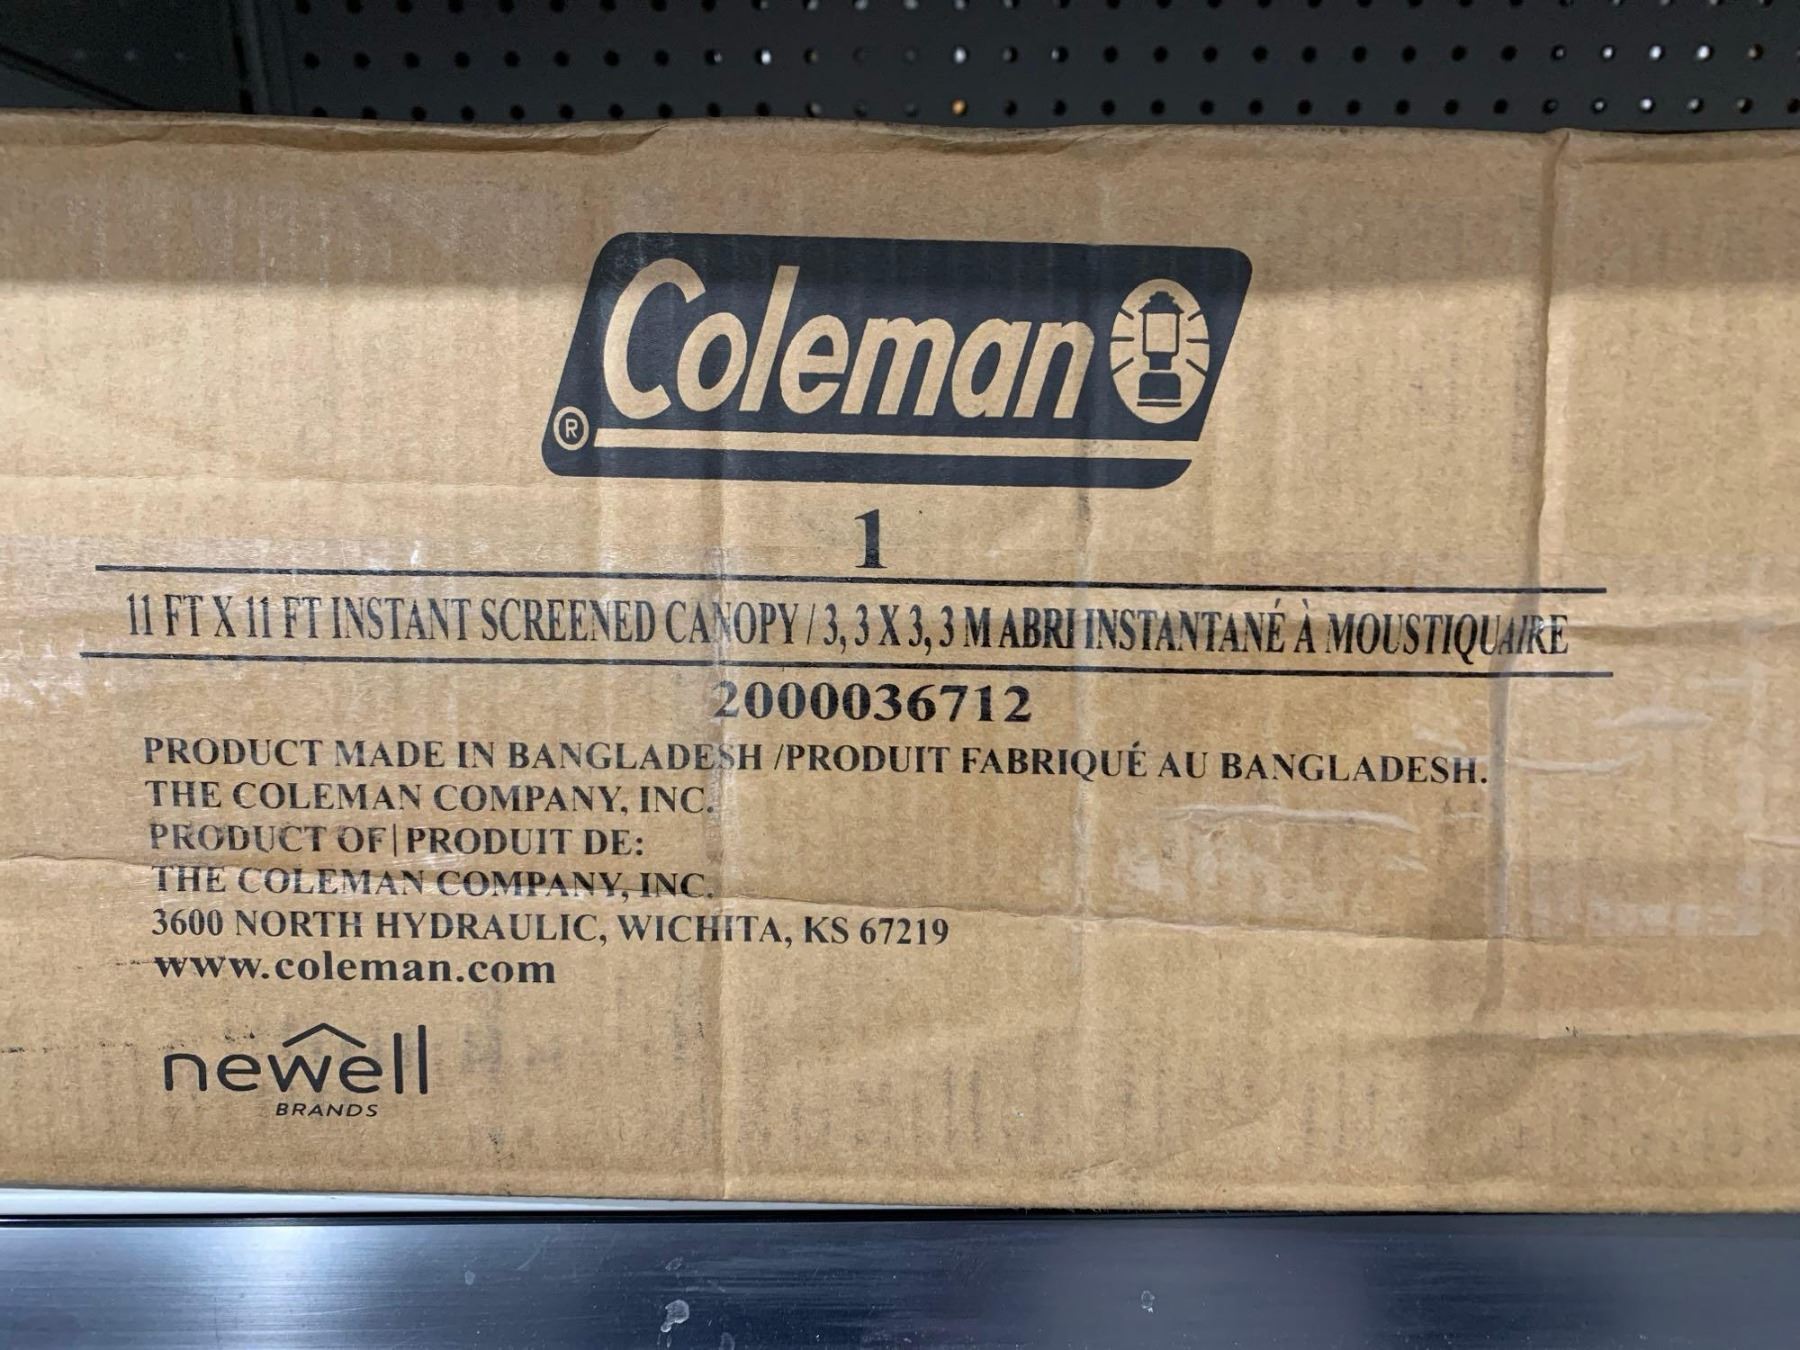 Coleman
®
1
11 FT X 11 FT INSTANT SCREENED CANOPY / 3, 3 X 3, 3 M ABRI INSTANTANÉ À MOUSTIQUAIRE
2000036712
PRODUCT MADE IN BANGLADESH /PRODUIT FABRIQUÉ AU BANGLADESH.
THE COLEMAN COMPANY, INC.
PRODUCT OF|PRODUIT DE:
THE COLEMAN COMPANY, INC.
3600 NORTH HYDRAULIC, WICHITA, KS 67219
www.coleman.com
newell
BRANDS